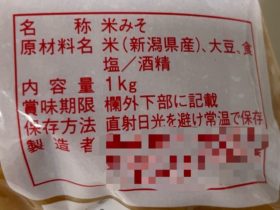 名称 米みそ
原材料名 米（新潟県産）、大豆、食
塩／酒精
内容量 1kg
賞味期限 欄外下部に記載
保存方法 直射日光を避け常温で保存
製造者